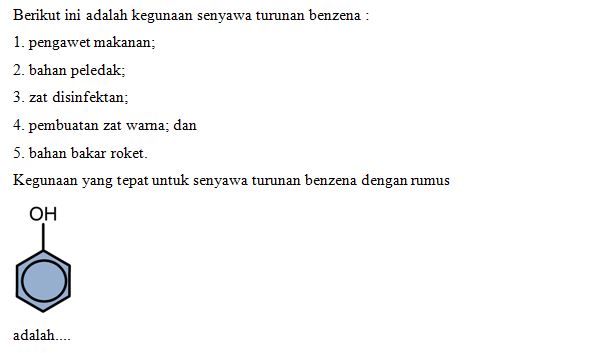 Berikut ini adalah kegunaan senyawa turunan benzena :
1. pengawet makanan;
2. bahan peledak;
3. zat disinfektan;
4. pembuatan zat warna; dan
5. bahan bakar roket.
Kegunaan yang tepat untuk senyawa turunan benzena dengan rumus
OH
adalah....